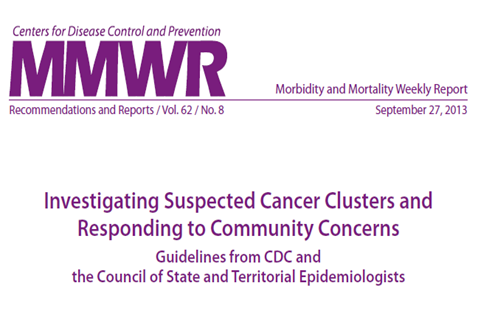 Centers for Disease Control and Prevention
MMWR
Morbidity and Mortality Weekly Report
Recommendations and Reports / Vol. 62 / No. 8
September 27, 2013
Investigating Suspected Cancer Clusters and
Responding to Community Concerns
Guidelines from CDC and
the Council of State and Territorial Epidemiologists